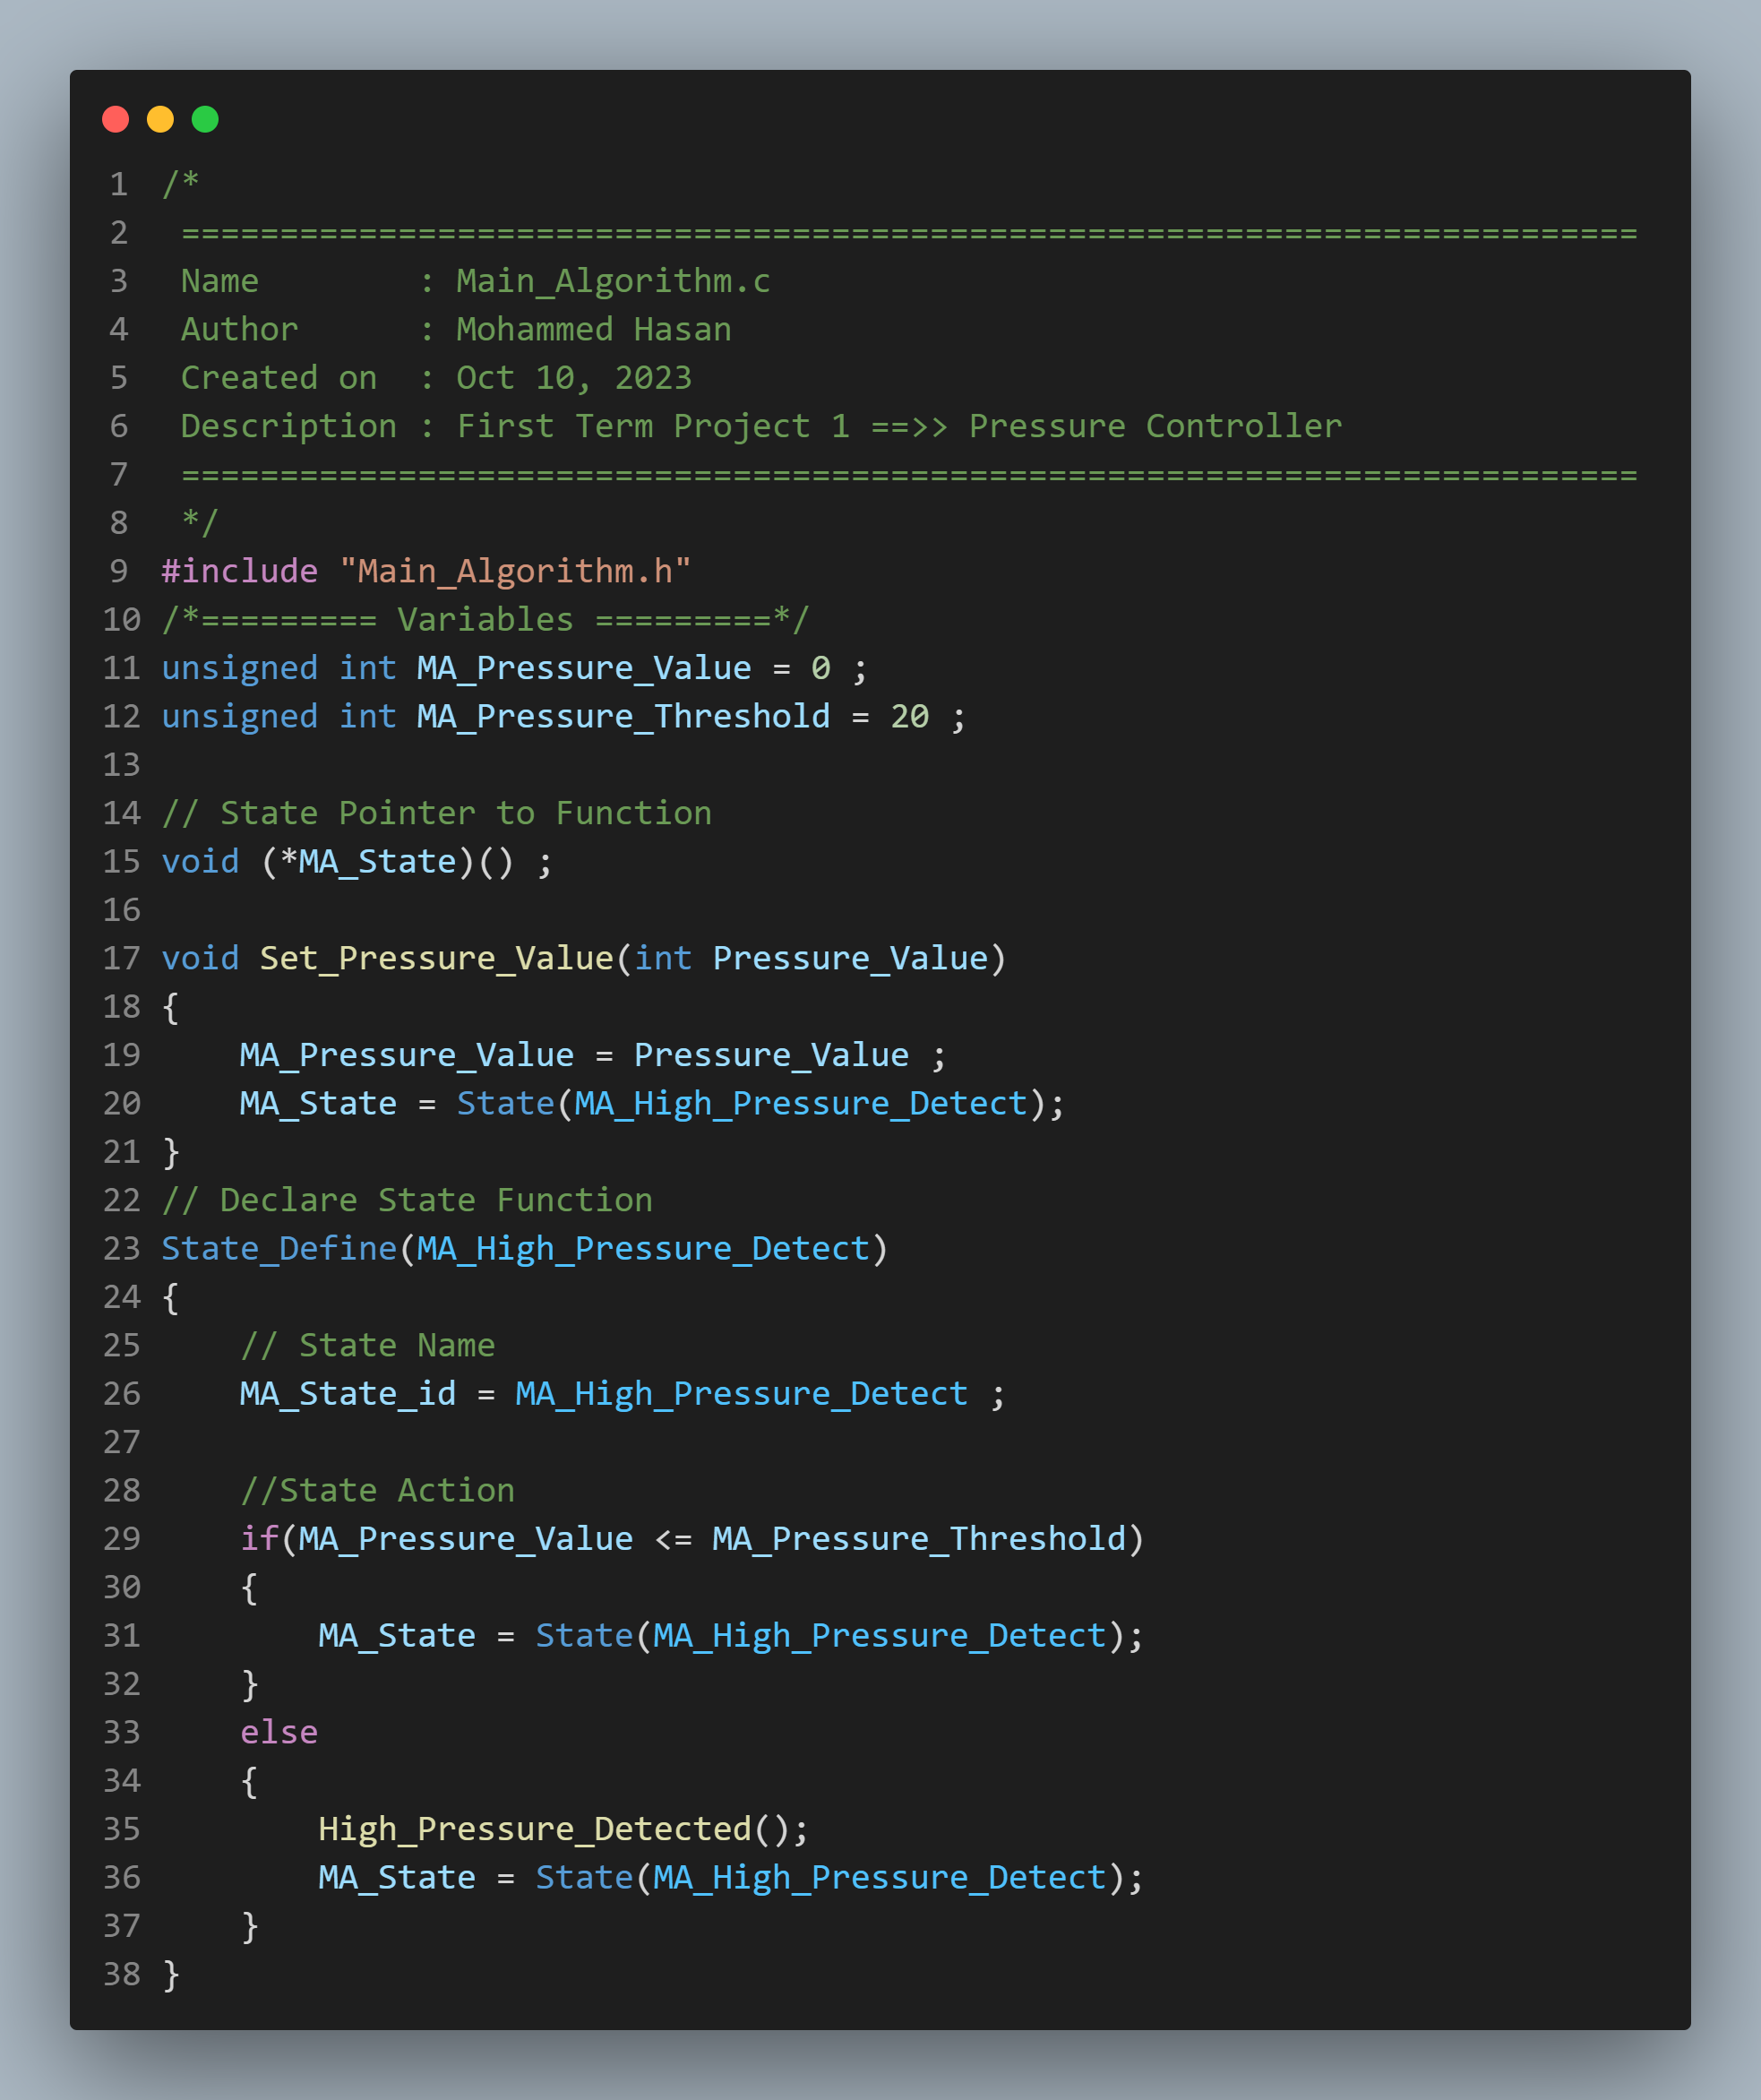 1 /*
2  ==========================================================================
3  Name        : Main_Algorithm.c
4  Author      : Mohammed Hasan
5  Created on  : Oct 10, 2023
6  Description : First Term Project 1 ==>> Pressure Controller
7  ==========================================================================
8  */
9 #include "Main_Algorithm.h"
10 /*========= Variables =========*/
11 unsigned int MA_Pressure_Value = 0 ;
12 unsigned int MA_Pressure_Threshold = 20 ;
13
14 // State Pointer to Function
15 void (*MA_State)() ;
16
17 void Set_Pressure_Value(int Pressure_Value)
18 {
19     MA_Pressure_Value = Pressure_Value ;
20     MA_State = State(MA_High_Pressure_Detect);
21 }
22 // Declare State Function
23 State_Define(MA_High_Pressure_Detect)
24 {
25     // State Name
26     MA_State_id = MA_High_Pressure_Detect ;
27
28     //State Action
29     if(MA_Pressure_Value <= MA_Pressure_Threshold)
30     {
31         MA_State = State(MA_High_Pressure_Detect);
32     }
33     else
34     {
35         High_Pressure_Detected();
36         MA_State = State(MA_High_Pressure_Detect);
37     }
38 }